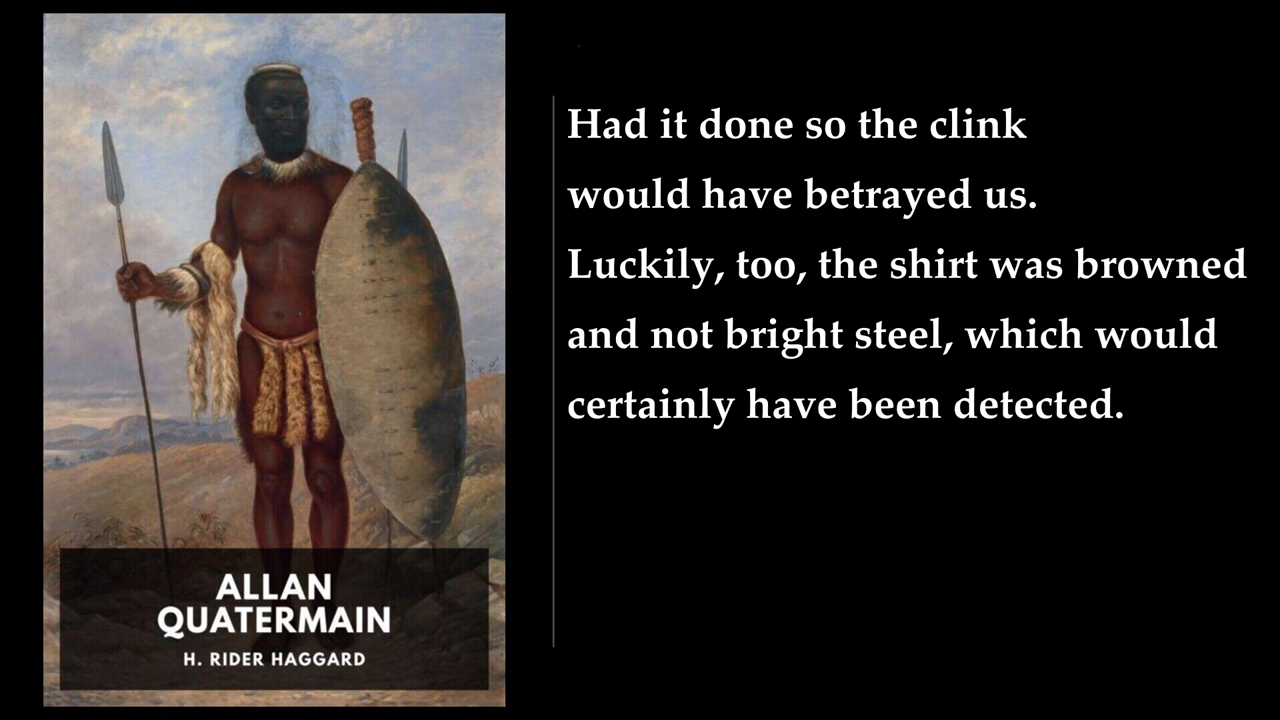 ALLAN
QUATERMAIN
H. RIDER HAGGARD
Had it done so the clink
would have betrayed us.
Luckily, too, the shirt was browned
and not bright steel, which would
certainly have been detected.